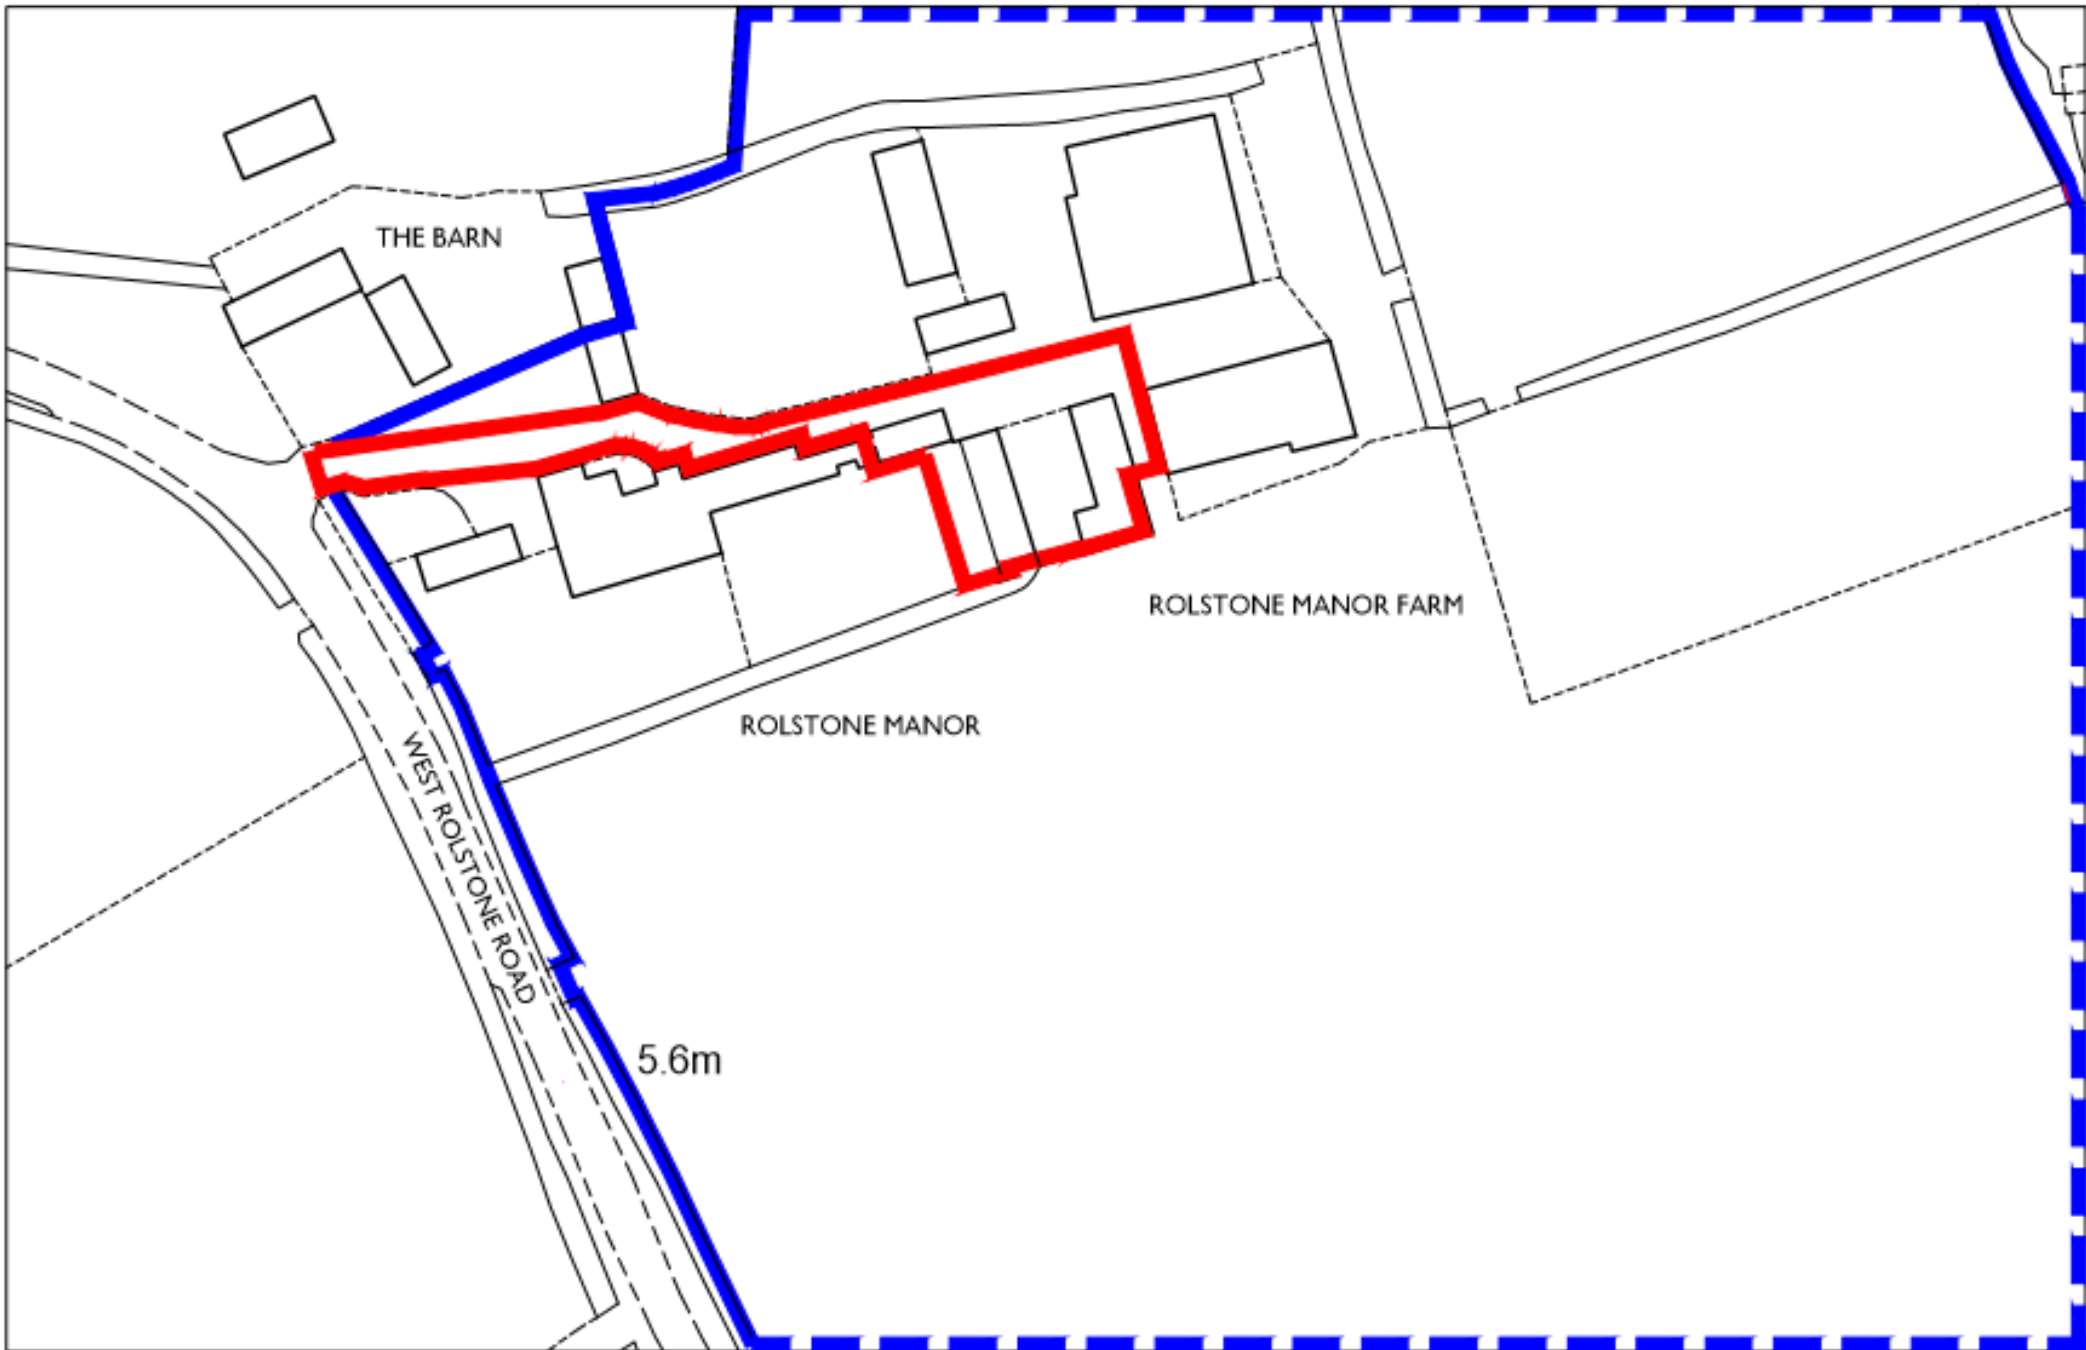 THE BARN
ROLSTONE MANOR FARM
ROLSTONE MANOR
WEST ROLSTONE ROAD
5.6m